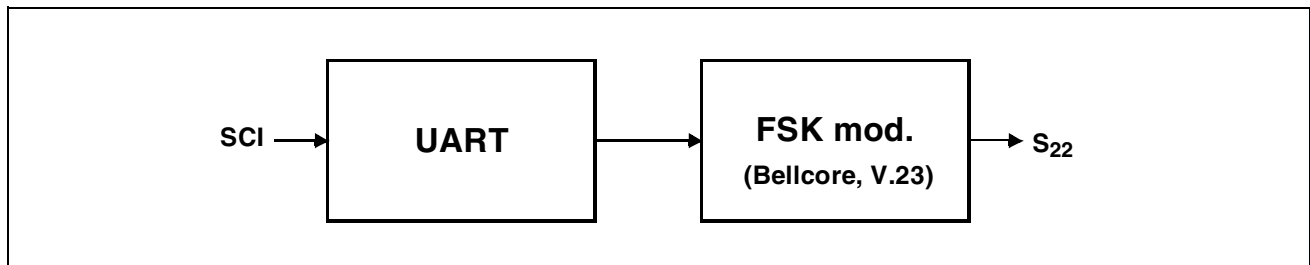 SCI
UART
FSK mod.
(Bellcore, V.23)
S22